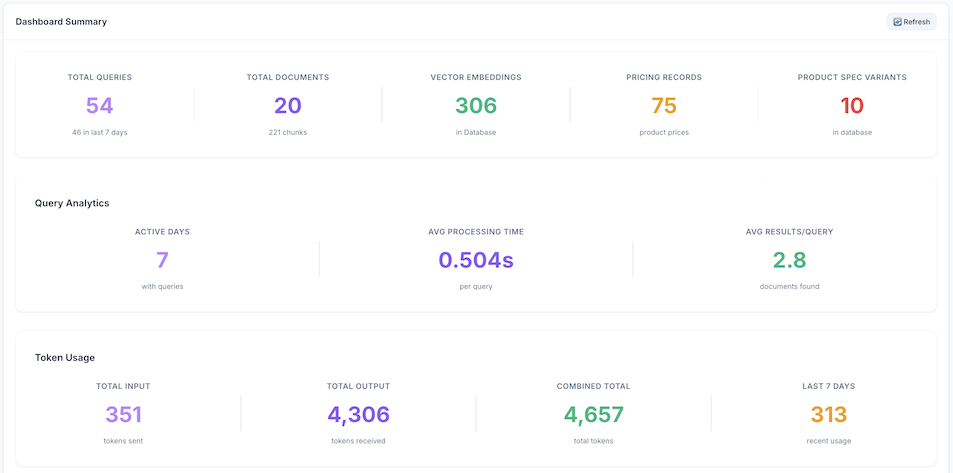 Dashboard Summary
Refresh
TOTAL QUERIES
54
46 in last 7 days
TOTAL DOCUMENTS
20
221 chunks
VECTOR EMBEDDINGS
306
in Database
PRICING RECORDS
75
product prices
PRODUCT SPEC VARIANTS
10
in database
Query Analytics
ACTIVE DAYS
7
with queries
AVG PROCESSING TIME
0.504s
per query
AVG RESULTS/QUERY
2.8
documents found
Token Usage
TOTAL INPUT
351
tokens sent
TOTAL OUTPUT
4,306
tokens received
COMBINED TOTAL
4,657
total tokens
LAST 7 DAYS
313
recent usage